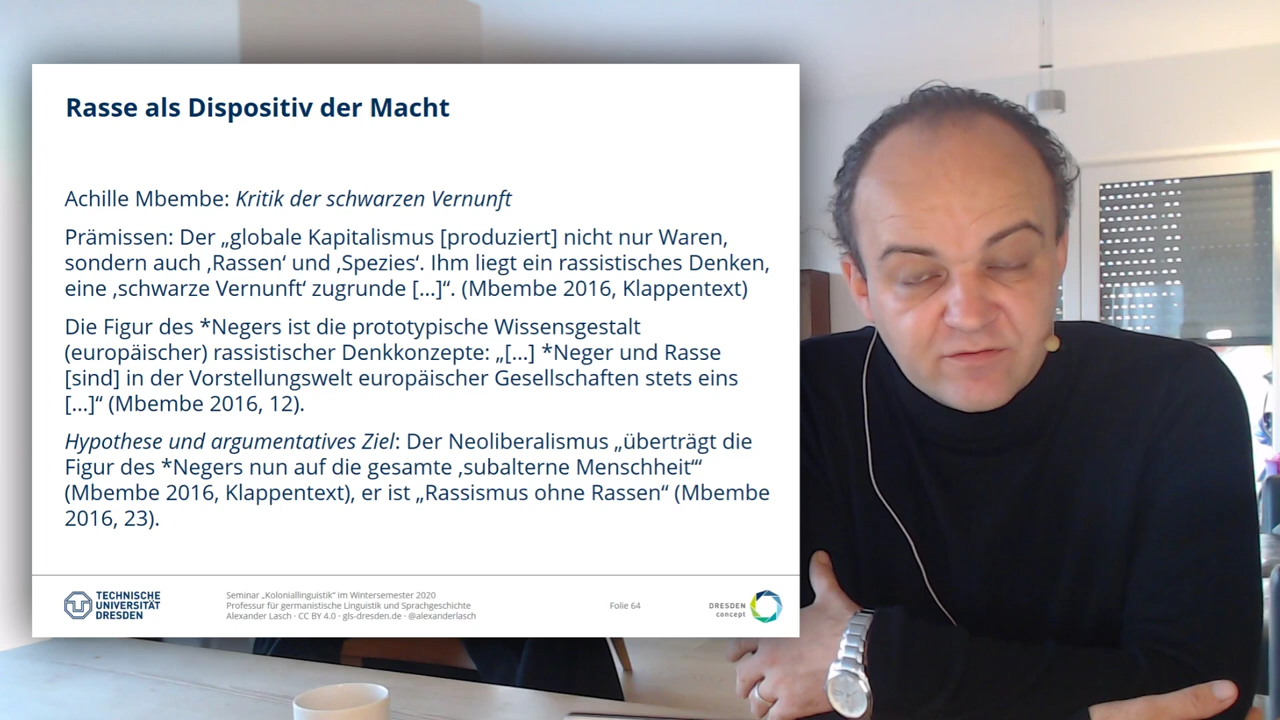 Rasse als Dispositiv der Macht
Achille Mbembe: Kritik der schwarzen Vernunft
Prämissen: Der „globale Kapitalismus [produziert] nicht nur Waren,
sondern auch ‚Rassen‘ und ‚Spezies‘. Ihm liegt ein rassistisches Denken,
eine ‚schwarze Vernunft‘ zugrunde […]“. (Mbembe 2016, Klappentext)
Die Figur des *Negers ist die prototypische Wissensgestalt
(europäischer) rassistischer Denkkonzepte: „[…] *Neger und Rasse
[sind] in der Vorstellungswelt europäischer Gesellschaften stets eins
[…]“ (Mbembe 2016, 12).
Hypothese und argumentatives Ziel: Der Neoliberalismus „überträgt die
Figur des *Negers nun auf die gesamte ‚subalterne Menschheit‘“
(Mbembe 2016, Klappentext), er ist „Rassismus ohne Rassen“ (Mbembe
2016, 23).
TECHNISCHE
UNIVERSITÄT
DRESDEN
Seminar „Koloniallinguistik“ im Wintersemester 2020
Professur für germanistische Linguistik und Sprachgeschichte
Alexander Lasch · CC BY 4.0 · gls-dresden.de · @alexanderlasch
Folie 64
DRESDEN
concept